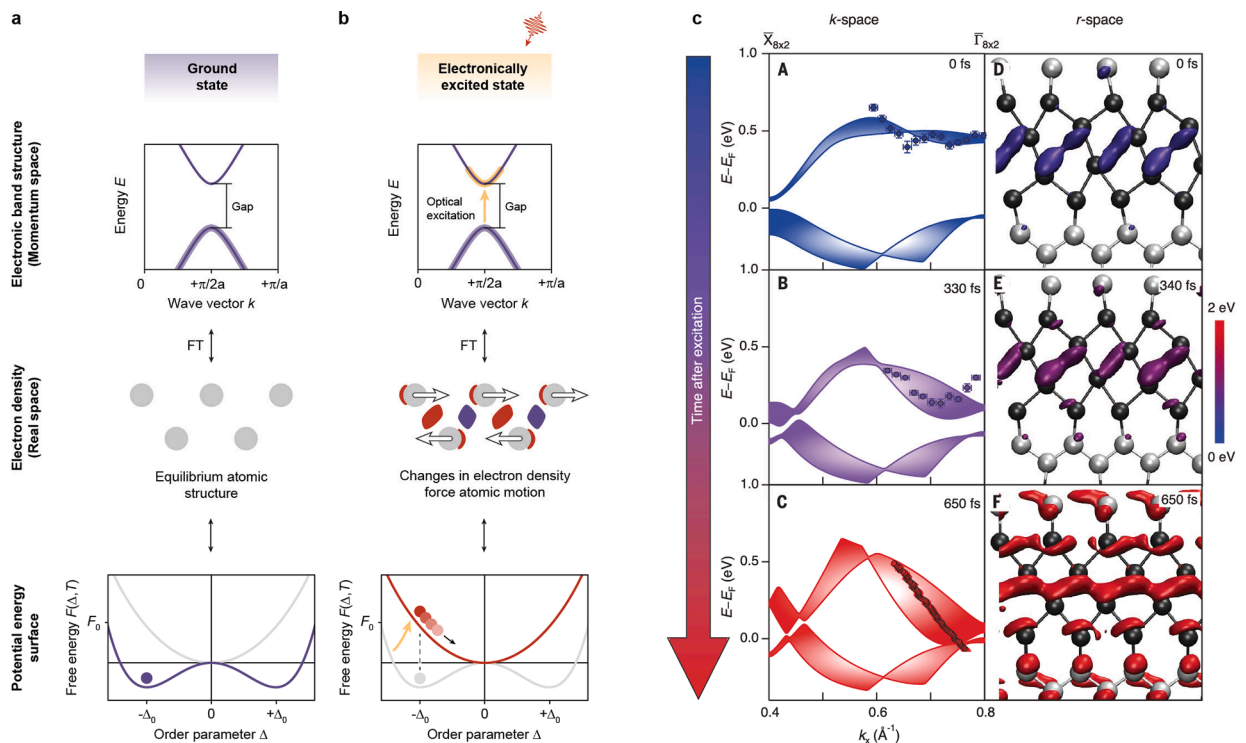 a
Ground
state
Electronic band structure
(Momentum space)
Energy E
Gap
0
+π/2a
+π/a
Wave vector k
FT
Electron density
(Real space)
Equilibrium atomic
structure
Potential energy
surface
Free energy F(Δ,T)
F₀
-Δ₀
0
+Δ₀
Order parameter Δ
b
Electronically
excited state
Energy E
Optical
excitation
Gap
0
+π/2a
+π/a
Wave vector k
FT
Changes in electron density
force atomic motion
Free energy F(Δ,T)
F₀
-Δ₀
0
+Δ₀
Order parameter Δ
c
k-space
r-space
X̅8x2
Γ̅8x2
Time after excitation
A
0 fs
1.0
0.5
0.0
E–EF (eV)
D
0 fs
B
330 fs
1.0
0.5
0.0
E–EF (eV)
E
340 fs
2 eV
0 eV
C
650 fs
1.0
0.5
0.0
E–EF (eV)
F
650 fs
0.4
0.6
0.8
kx (Å⁻¹)